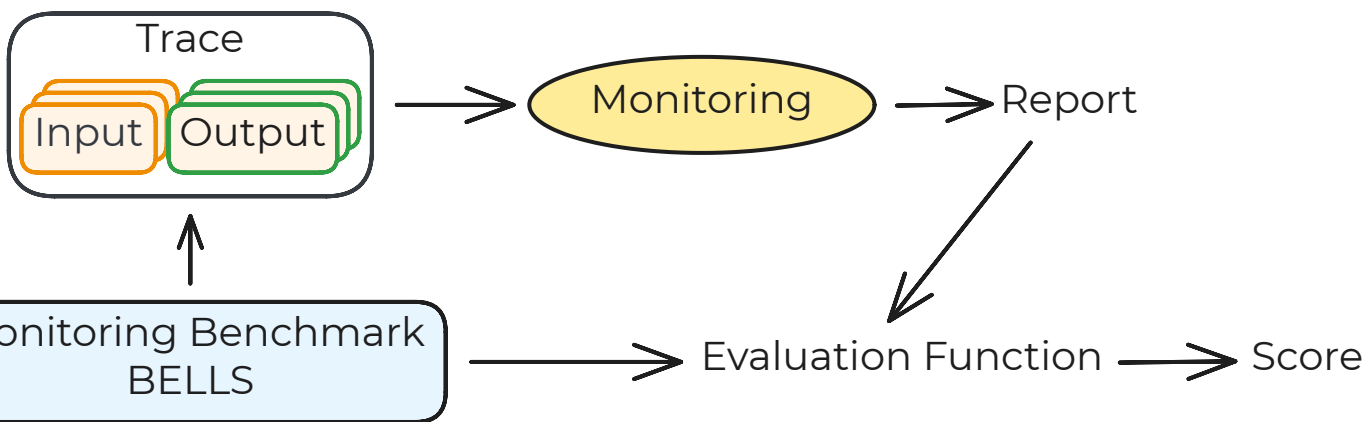 Trace
Input
Output
Monitoring
Report
onitoring Benchmark
BELLS
Evaluation Function
Score